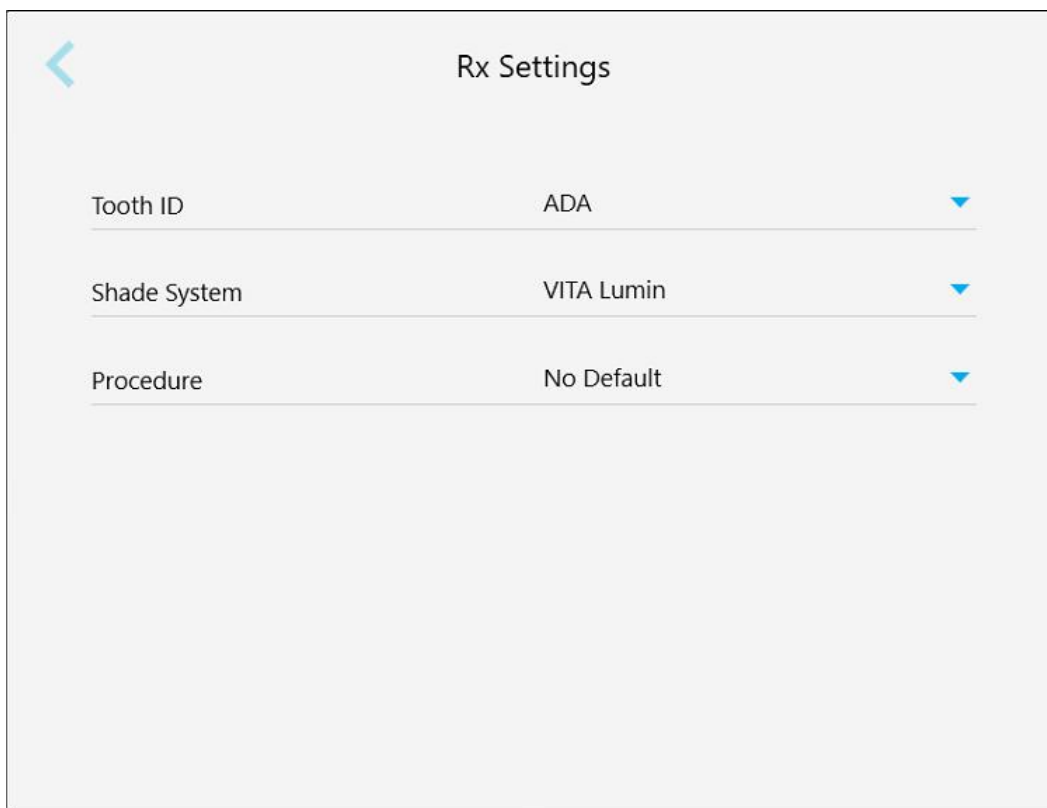 Rx Settings
Tooth ID ADA
Shade System VITA Lumin
Procedure No Default